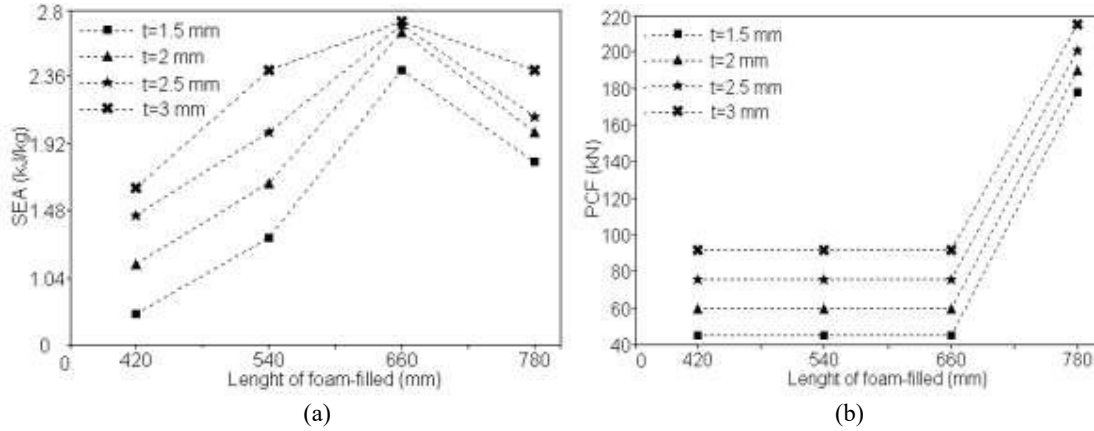 2.8
2.36
1.92
1.48
1.04
0
SEA (kJ/kg)
t=1.5 mm
t=2 mm
t=2.5 mm
t=3 mm
0 420 540 660 780
Lenght of foam-filled (mm)
(a)
220
200
180
160
140
120
100
80
60
40
PCF (kN)
t=1.5 mm
t=2 mm
t=2.5 mm
t=3 mm
0 420 540 660 780
Lenght of foam-filled (mm)
(b)